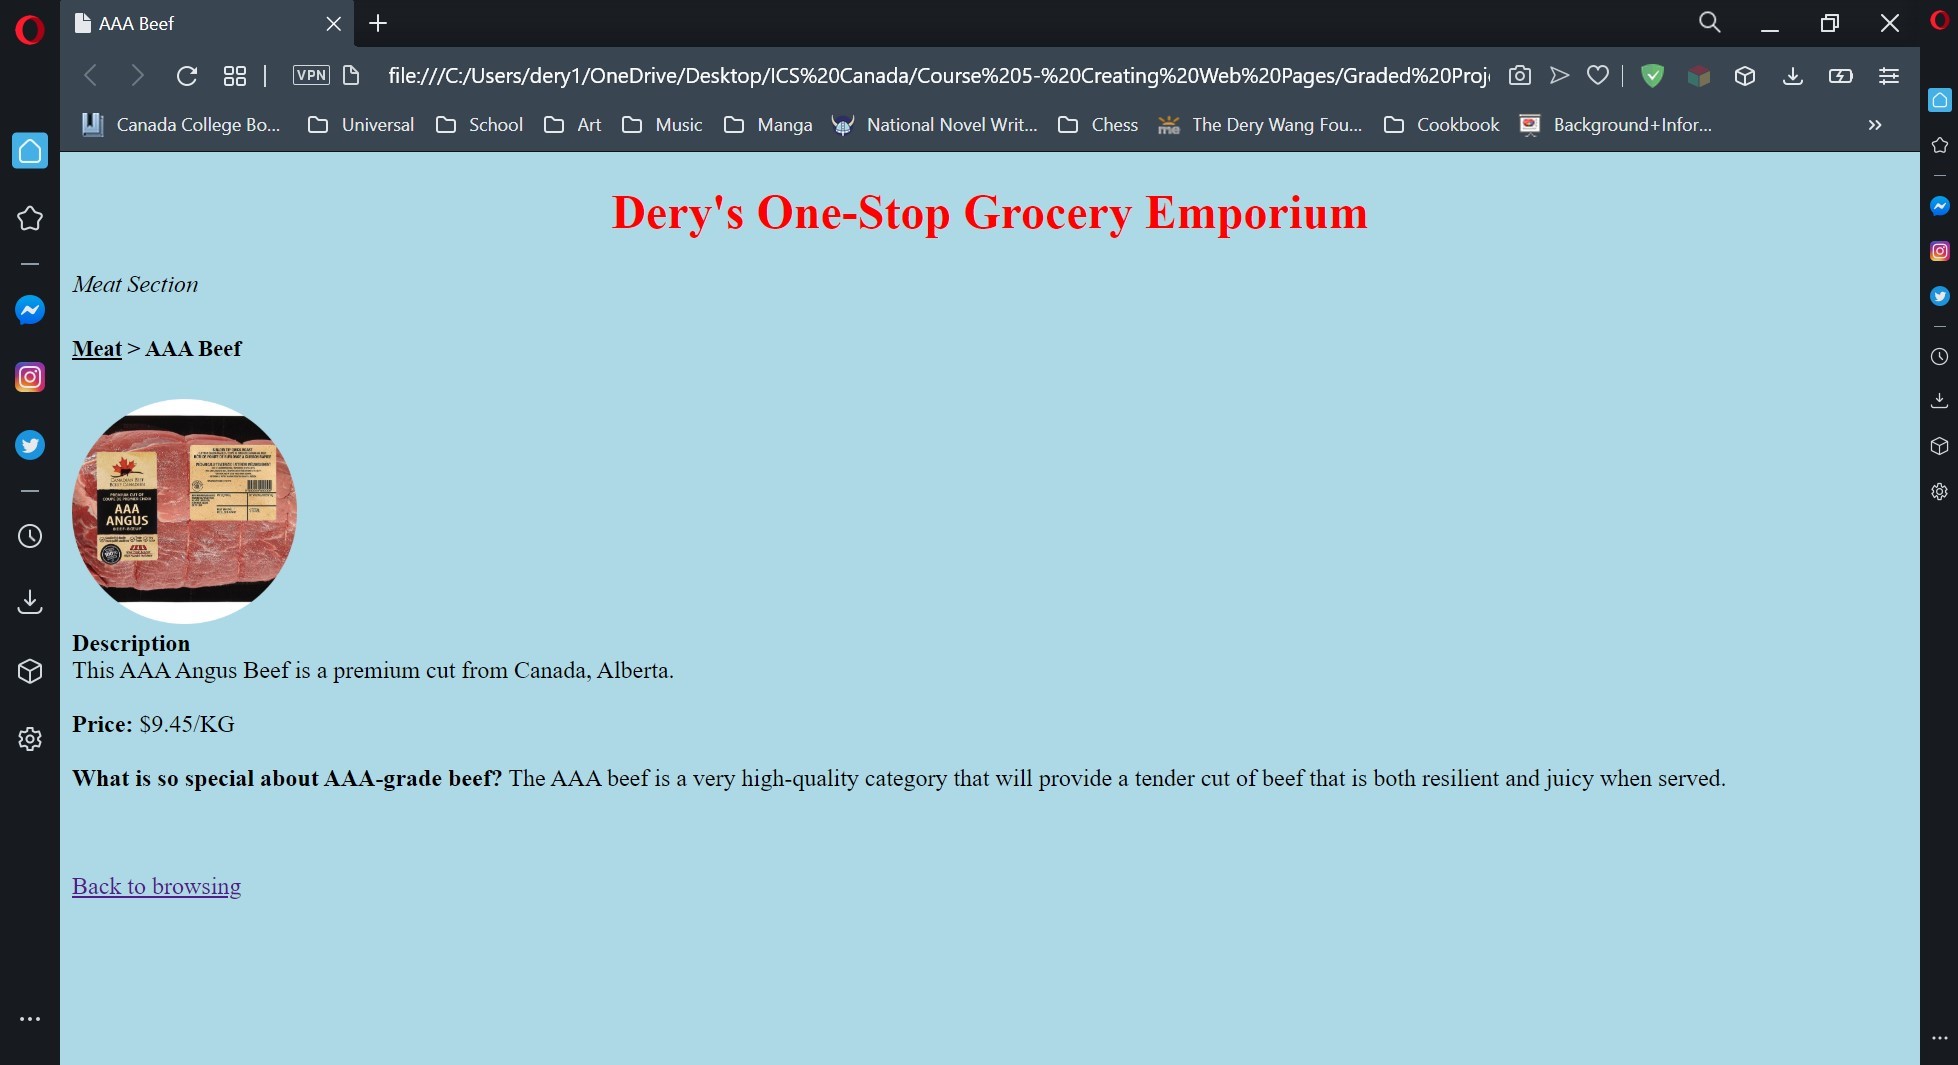 AAA Beef
VPN
file:///C:/Users/dery1/OneDrive/Desktop/ICS%20Canada/Course%205-%20Creating%20Web%20Pages/Graded%20Proj
Canada College Bo... Universal School Art Music Manga National Novel Writ... Chess me The Dery Wang Fou... Cookbook Background+Infor...
Dery's One-Stop Grocery Emporium
Meat Section
Meat > AAA Beef
AAA
ANGUS
Description
This AAA Angus Beef is a premium cut from Canada, Alberta.
Price: $9.45/KG
What is so special about AAA-grade beef? The AAA beef is a very high-quality category that will provide a tender cut of beef that is both resilient and juicy when served.
Back to browsing